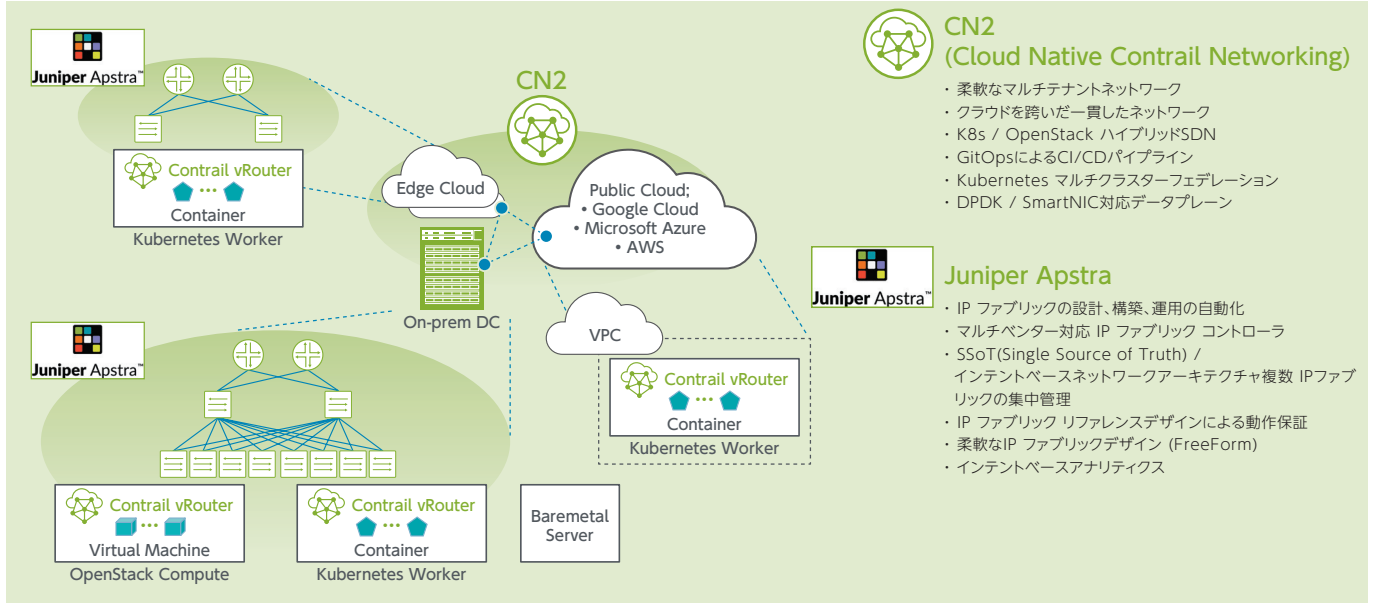 Juniper Apstra™
Contrail vRouter
...
Container
Kubernetes Worker
CN2
Edge Cloud
Public Cloud;
• Google Cloud
• Microsoft Azure
• AWS
On-prem DC
VPC
Contrail vRouter
...
Container
Kubernetes Worker
Juniper Apstra™
Contrail vRouter
...
Virtual Machine
OpenStack Compute
Contrail vRouter
...
Container
Kubernetes Worker
Baremetal
Server
CN2
(Cloud Native Contrail Networking)
・柔軟なマルチテナントネットワーク
・クラウドを跨いだ一貫したネットワーク
・K8s / OpenStack ハイブリッドSDN
・GitOpsによるCI/CDパイプライン
・Kubernetes マルチクラスターフェデレーション
・DPDK / SmartNIC対応データプレーン
Juniper Apstra™
Juniper Apstra
・IP ファブリックの設計、構築、運用の自動化
・マルチベンター対応 IP ファブリック コントローラ
・SSoT(Single Source of Truth) /
インテントベースネットワークアーキテクチャ複数 IPファブ
リックの集中管理
・IP ファブリック リファレンスデザインによる動作保証
・柔軟なIP ファブリックデザイン (FreeForm)
・インテントベースアナリティクス